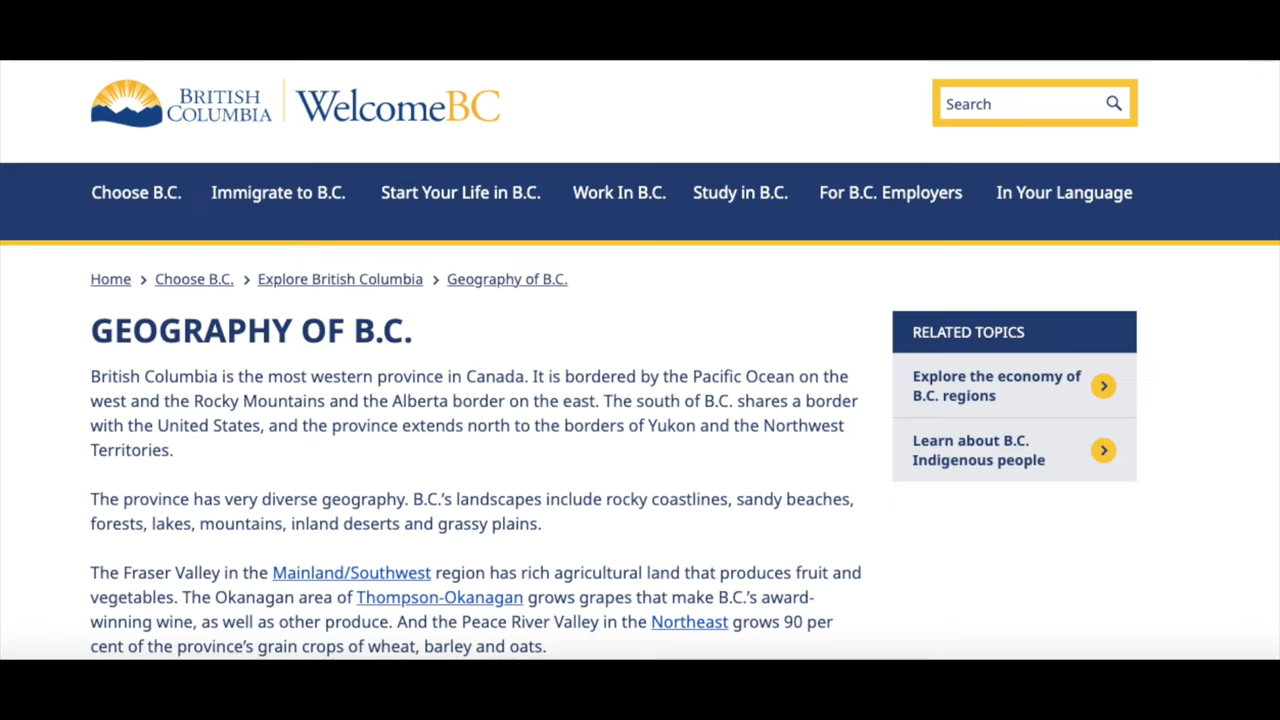 BRITISH
COLUMBIA
WelcomeBC
Search
Choose B.C. Immigrate to B.C. Start Your Life in B.C. Work In B.C. Study in B.C. For B.C. Employers In Your Language
Home > Choose B.C. > Explore British Columbia > Geography of B.C.
GEOGRAPHY OF B.C.
British Columbia is the most western province in Canada. It is bordered by the Pacific Ocean on the
west and the Rocky Mountains and the Alberta border on the east. The south of B.C. shares a border
with the United States, and the province extends north to the borders of Yukon and the Northwest
Territories.
The province has very diverse geography. B.C.’s landscapes include rocky coastlines, sandy beaches,
forests, lakes, mountains, inland deserts and grassy plains.
The Fraser Valley in the Mainland/Southwest region has rich agricultural land that produces fruit and
vegetables. The Okanagan area of Thompson-Okanagan grows grapes that make B.C.’s award-
winning wine, as well as other produce. And the Peace River Valley in the Northeast grows 90 per
cent of the province’s grain crops of wheat, barley and oats.
RELATED TOPICS
Explore the economy of
B.C. regions
Learn about B.C.
Indigenous people